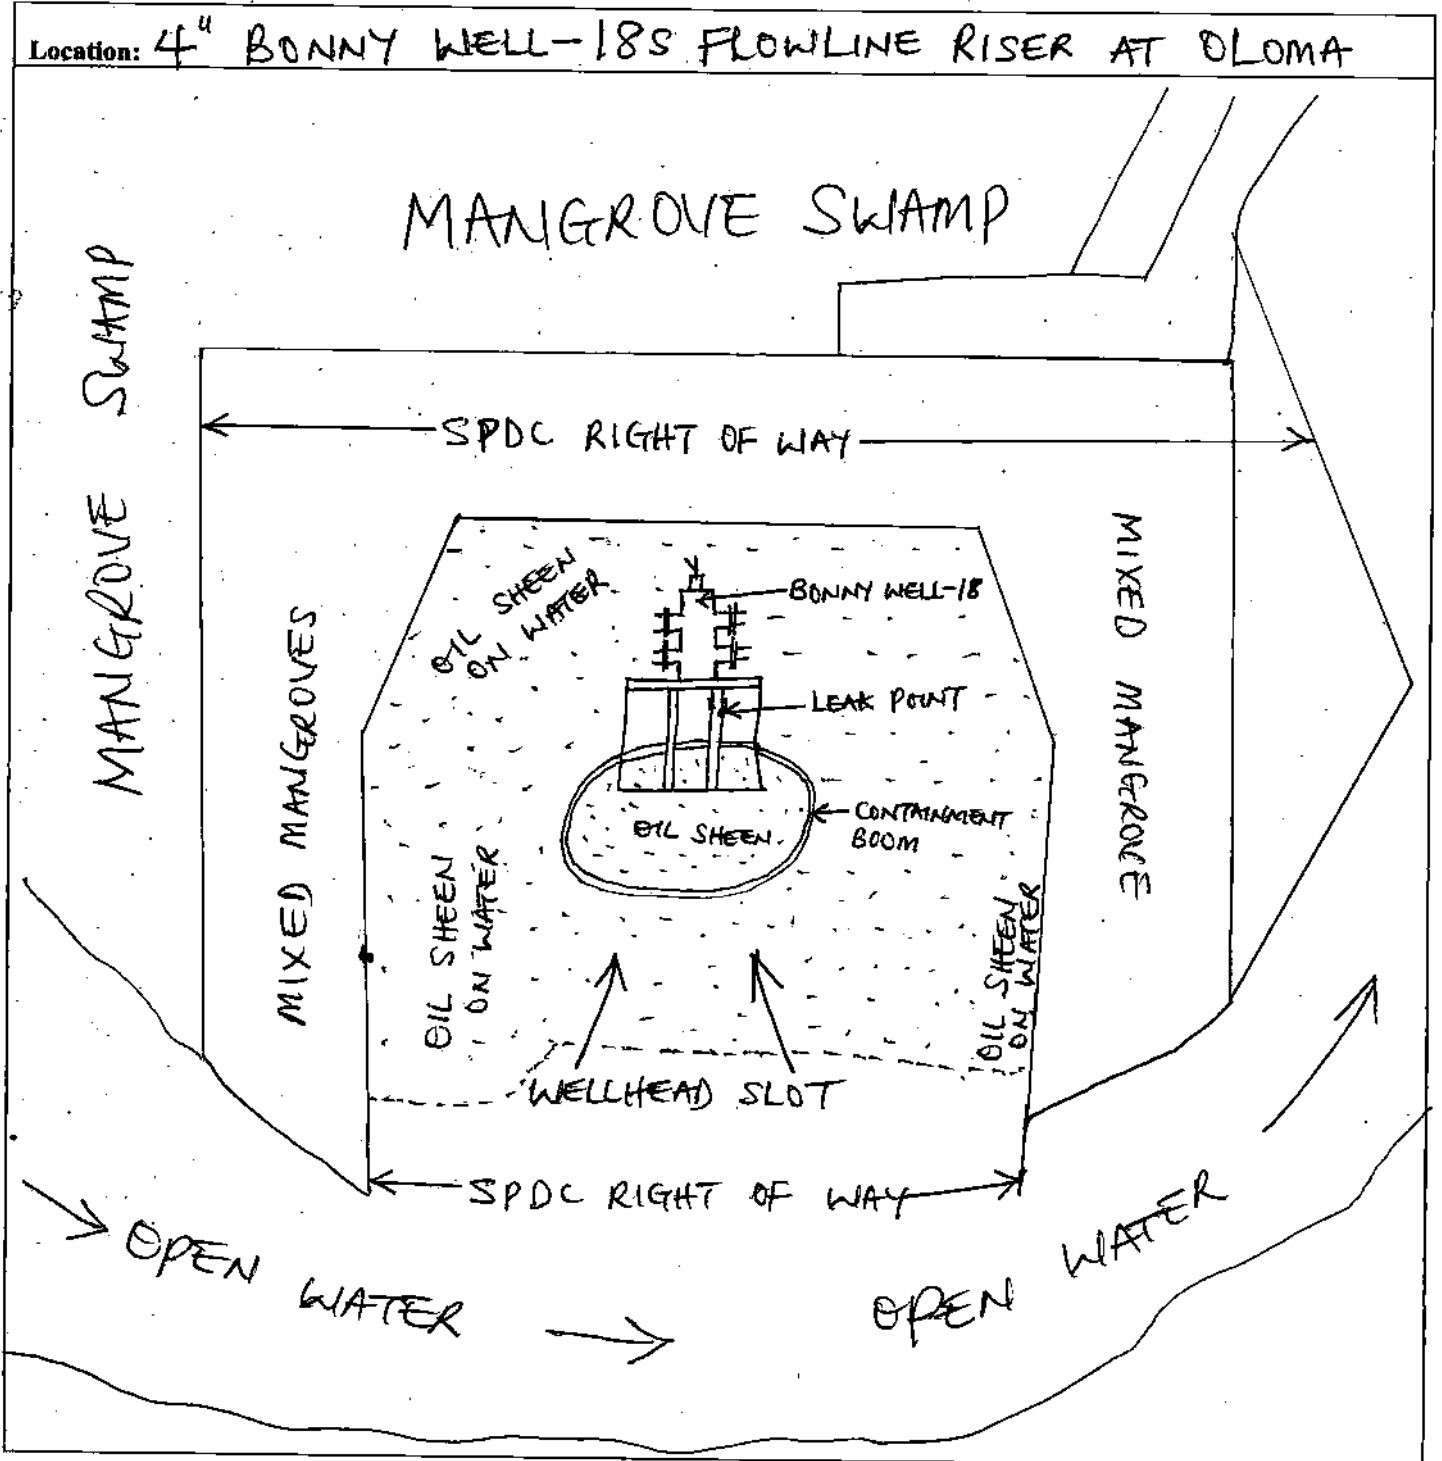 Location: 4" BONNY WELL-18S FLOWLINE RISER AT OLOMA
MANGROVE SWAMP
MANGROVE SWAMP
SPDC RIGHT OF WAY
MIXED MANGROVES
MIXED MANGROVE
OIL SHEEN
ON WATER
BONNY WELL-18
LEAK POINT
CONTAINMENT
BOOM
OIL SHEEN
OIL SHEEN
ON WATER
OIL SHEEN
ON WATER
WELLHEAD SLOT
SPDC RIGHT OF WAY
OPEN WATER
OPEN WATER